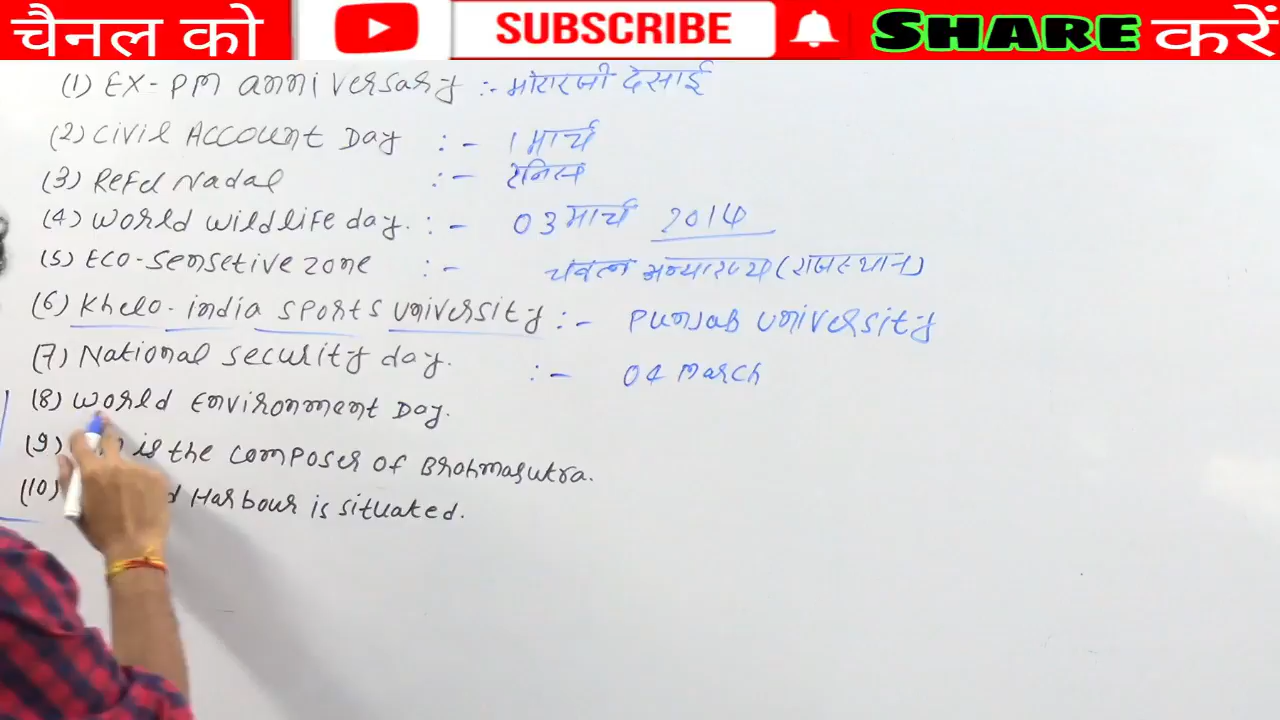 चैनल को SUBSCRIBE SHARE करें
(1) EX-PM anniversary :- मोरारजी देसाई
(2) Civil Account Day :- 1 मार्च
(3) Refel Nadal :- टेनिस
(4) World wildlife day. :- 03 मार्च 2014
(5) ECO-Sensetive zone :- चंबल अभ्यारण्य (राजस्थान)
(6) Khelo-india sports university :- Punjab university
(7) National security day. :- 04 March
(8) World Environment Day.
(9) is the composer of Brohmasutra.
(10) Harbour is situated.